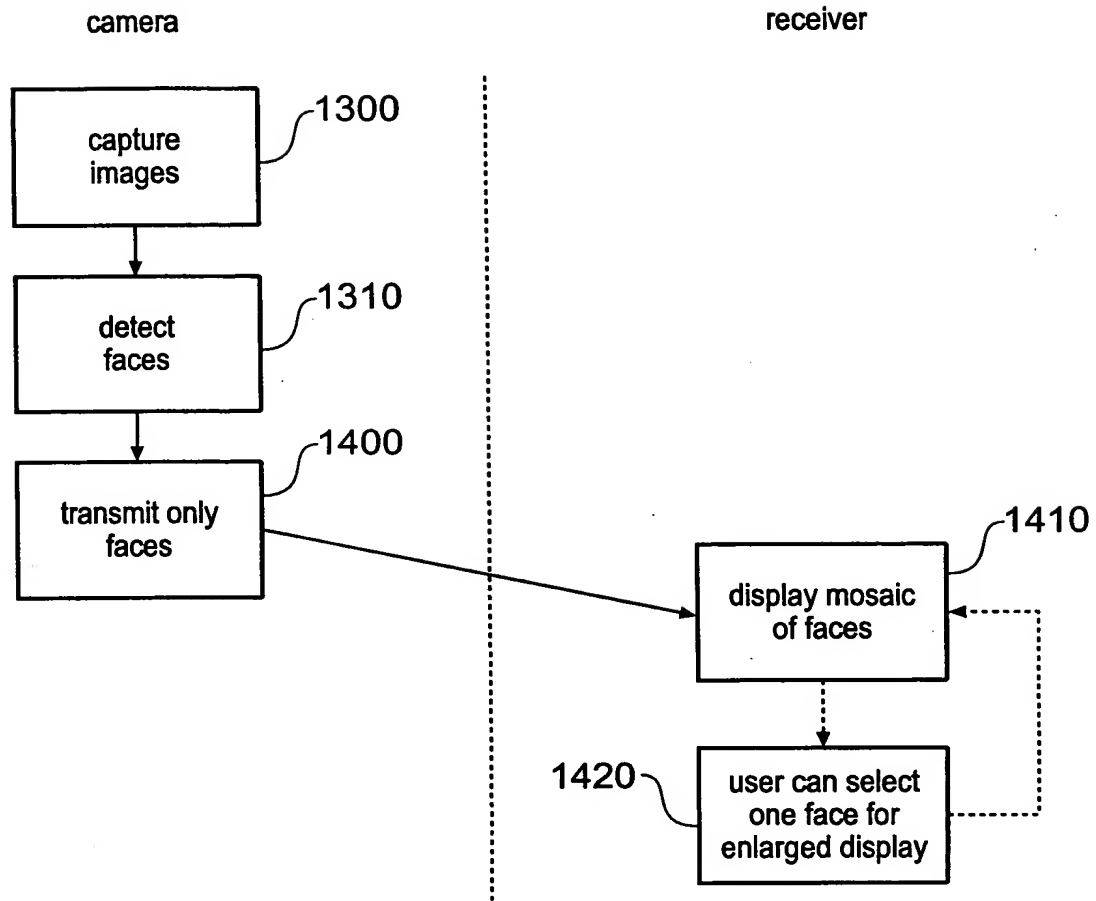 camera
receiver
1300
capture
images
1310
detect
faces
1400
transmit only
faces
1410
display mosaic
of faces
1420
user can select
one face for
enlarged display